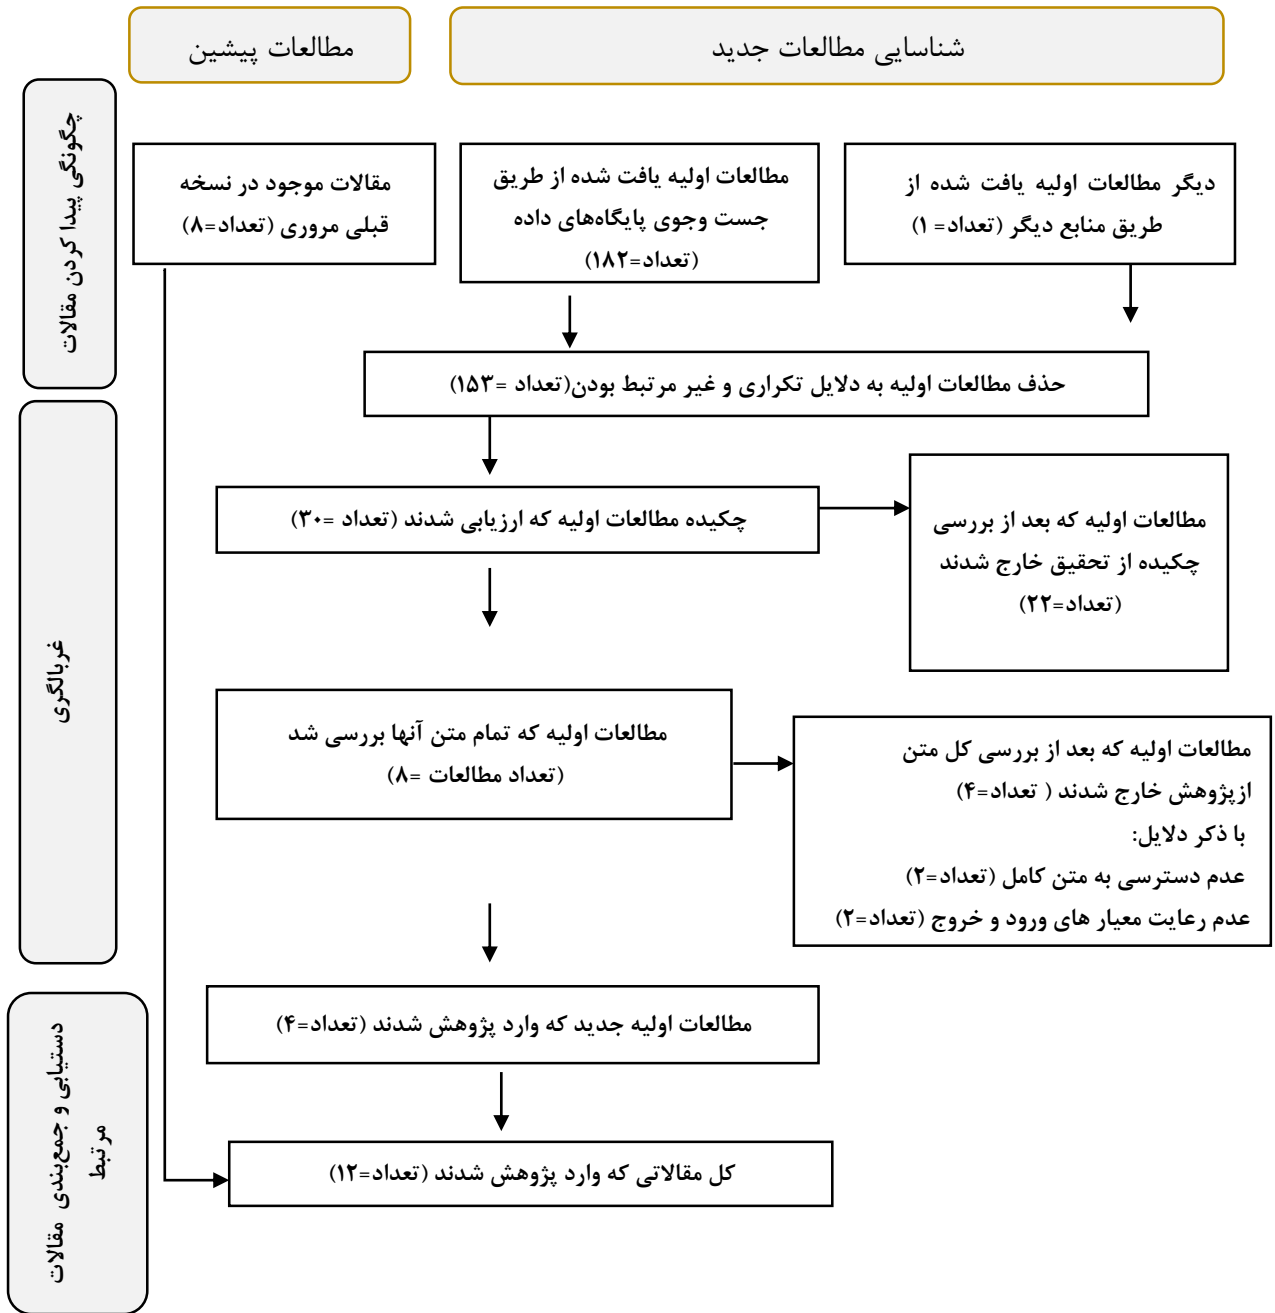 شناسایی مطالعات جدید
مطالعات پیشین
چگونگی پیدا کردن مقالات
دیگر مطالعات اولیه یافت شده از
طریق منابع دیگر (تعداد= ۱)
مطالعات اولیه یافت شده از طریق
جست وجوی پایگاه‌های داده
(تعداد=۱۸۲)
مقالات موجود در نسخه
قبلی مروری (تعداد=۸)
حذف مطالعات اولیه به دلایل تکراری و غیر مرتبط بودن(تعداد =۱۵۳)
غربالگری
چکیده مطالعات اولیه که ارزیابی شدند (تعداد =۳۰)
مطالعات اولیه که بعد از بررسی
چکیده از تحقیق خارج شدند
(تعداد=۲۲)
مطالعات اولیه که تمام متن آنها بررسی شد
(تعداد مطالعات =۸)
مطالعات اولیه که بعد از بررسی کل متن
ازپژوهش خارج شدند ( تعداد=۴)
با ذکر دلایل:
عدم دسترسی به متن کامل (تعداد=۲)
عدم رعایت معیار های ورود و خروج (تعداد=۲)
دستیابی و جمع‌بندی مقالات
مرتبط
مطالعات اولیه جدید که وارد پژوهش شدند (تعداد=۴)
کل مقالاتی که وارد پژوهش شدند (تعداد=۱۲)